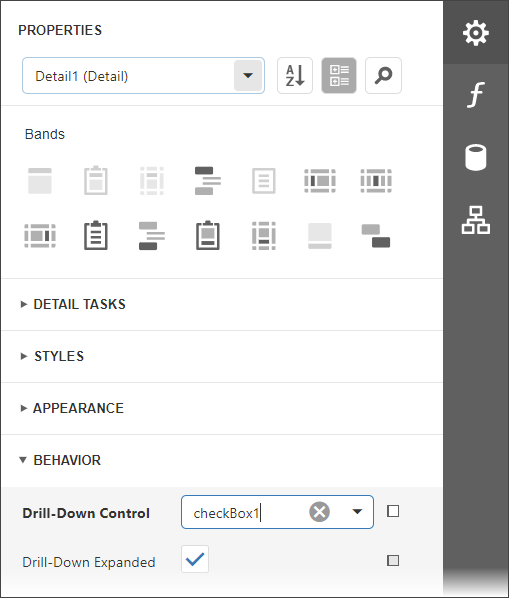 PROPERTIES
Detail1 (Detail)
A
Z
Bands
DETAIL TASKS
STYLES
APPEARANCE
BEHAVIOR
Drill-Down Control checkBox1
Drill-Down Expanded